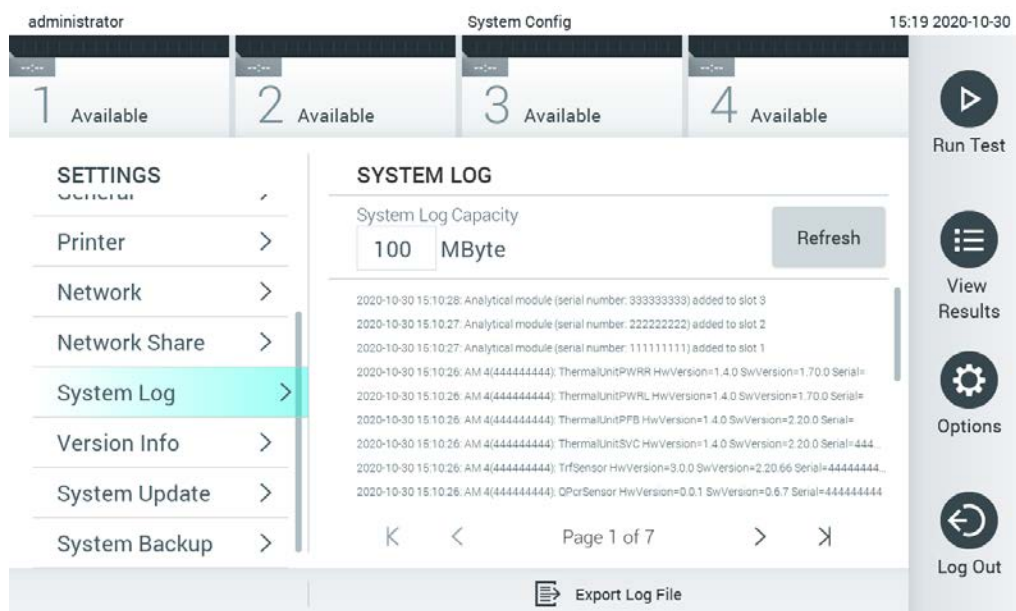 administrator
System Config
15:19 2020-10-30
--:--
--:--
--:--
--:--
1 Available
2 Available
3 Available
4 Available
Run Test
View
Results
Options
Log Out
SETTINGS
General
Printer
Network
Network Share
System Log
Version Info
System Update
System Backup
SYSTEM LOG
System Log Capacity
100 MByte
Refresh
2020-10-30 15:10:28: Analytical module (serial number: 333333333) added to slot 3
2020-10-30 15:10:27: Analytical module (serial number: 222222222) added to slot 2
2020-10-30 15:10:27: Analytical module (serial number: 111111111) added to slot 1
2020-10-30 15:10:26: AM 4(444444444): ThermalUnitPWRR HwVersion=1.4.0 SwVersion=1.70.0 Serial=
2020-10-30 15:10:26: AM 4(444444444): ThermalUnitPWRL HwVersion=1.4.0 SwVersion=1.70.0 Serial=
2020-10-30 15:10:26: AM 4(444444444): ThermalUnitPFB HwVersion=1.4.0 SwVersion=2.20.0 Serial=
2020-10-30 15:10:26: AM 4(444444444): ThermalUnitSVC HwVersion=1.4.0 SwVersion=2.20.0 Serial=444...
2020-10-30 15:10:26: AM 4(444444444): TrfSensor HwVersion=3.0.0 SwVersion=2.20.66 Serial=44444444...
2020-10-30 15:10:26: AM 4(444444444): QPcrSensor HwVersion=0.0.1 SwVersion=0.6.7 Serial=444444444
Page 1 of 7
Export Log File